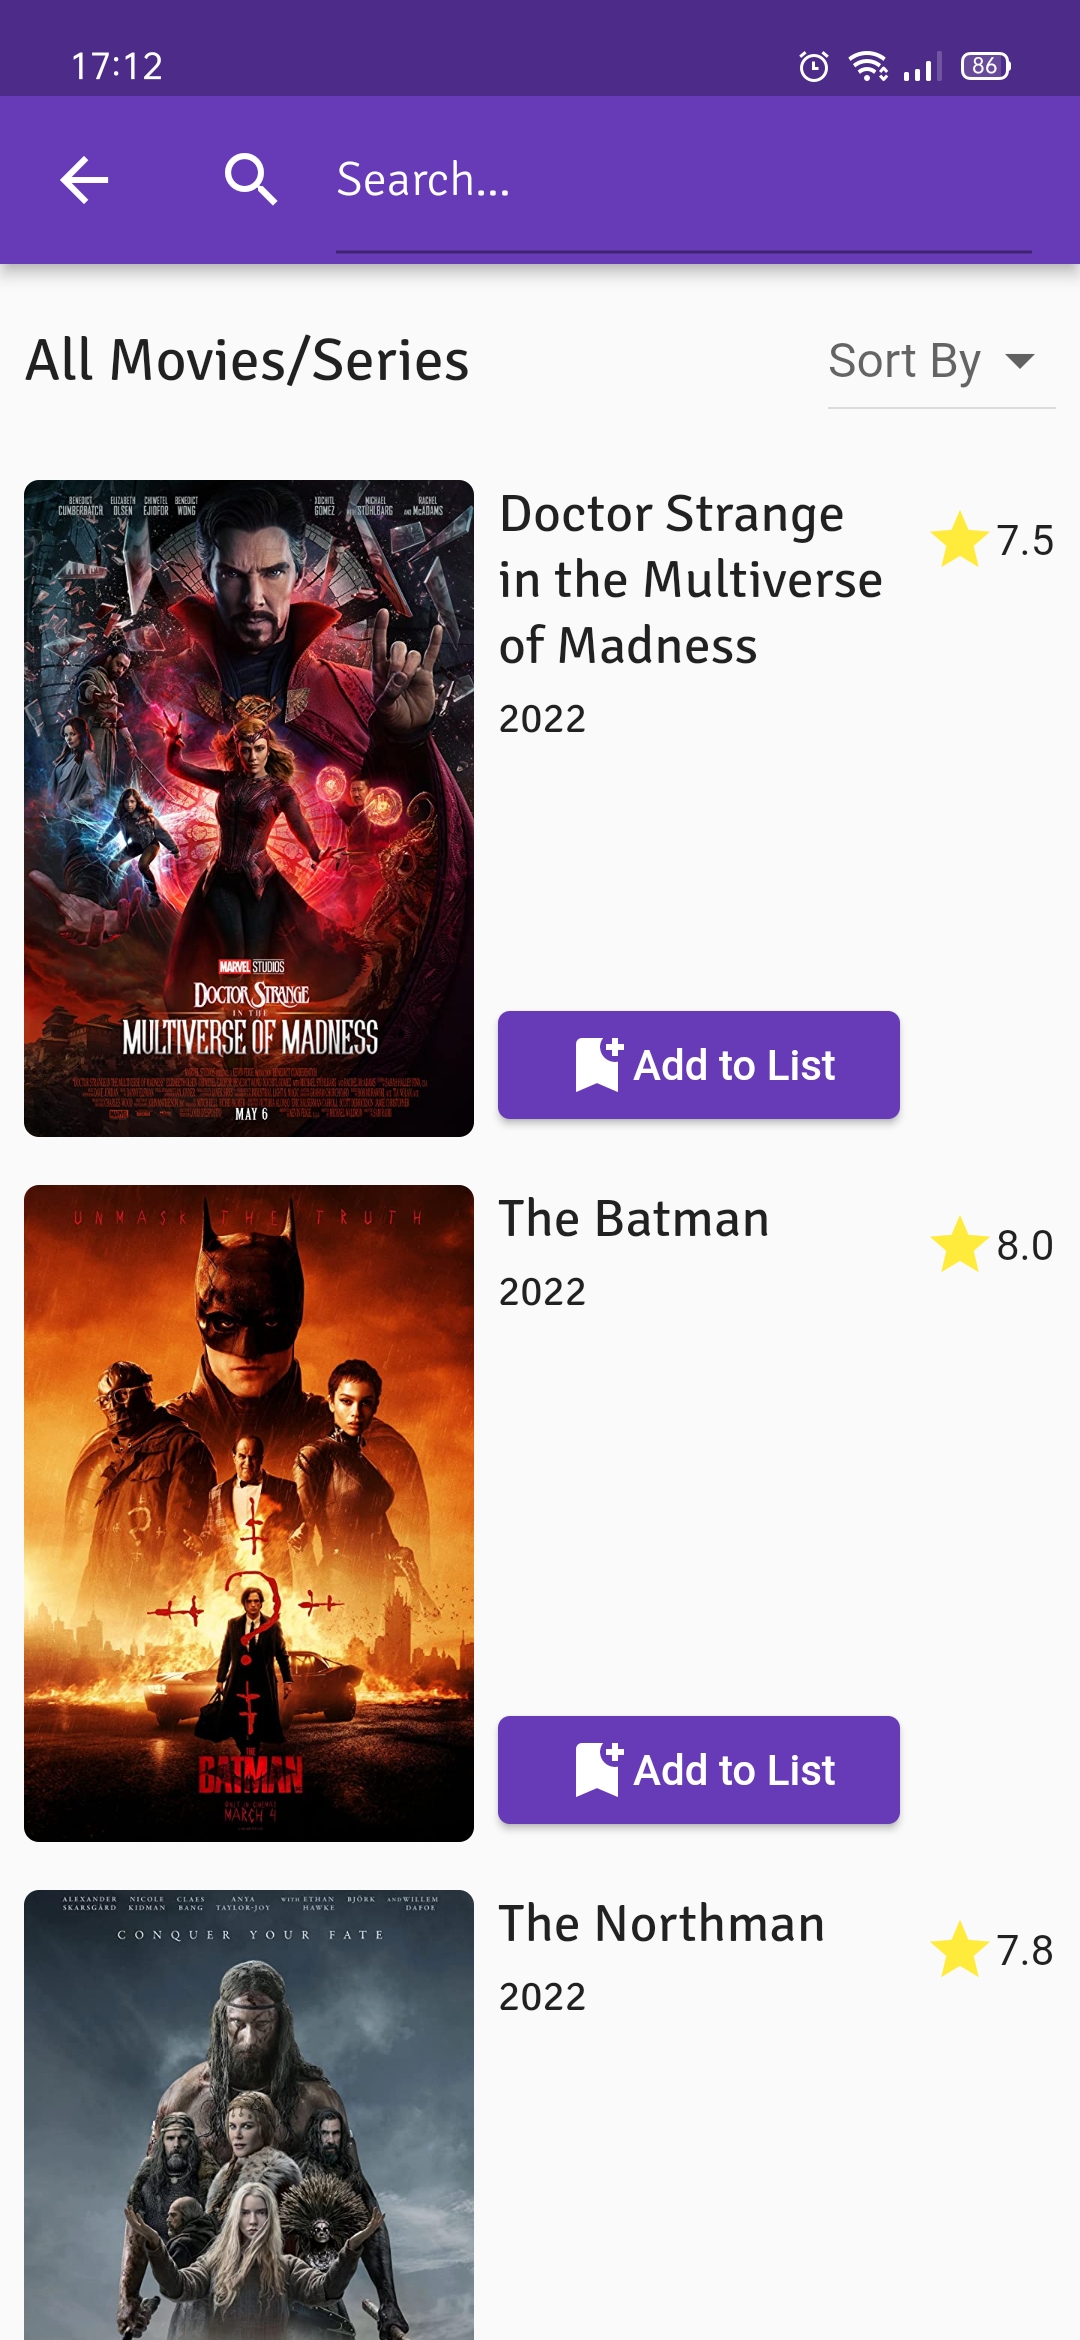 17:12
86
Search...
All Movies/Series
Sort By
BENEDICT CUMBERBATCH ELIZABETH OLSEN CHIWETEL EJIOFOR BENEDICT WONG XOCHITL GOMEZ MICHAEL STUHLBARG RACHEL AND McADAMS
MARVEL STUDIOS
DOCTOR STRANGE
IN THE
MULTIVERSE OF MADNESS
MAY 6
Doctor Strange
in the Multiverse
of Madness
2022
7.5
Add to List
UNMASK THE TRUTH
THE
BATMAN
ONLY IN CINEMAS
MARCH 4
The Batman
2022
8.0
Add to List
ALEXANDER SKARSGÅRD NICOLE KIDMAN CLAES BANG ANYA TAYLOR-JOY WITH ETHAN HAWKE BJÖRK AND WILLEM DAFOE
CONQUER YOUR FATE
The Northman
2022
7.8